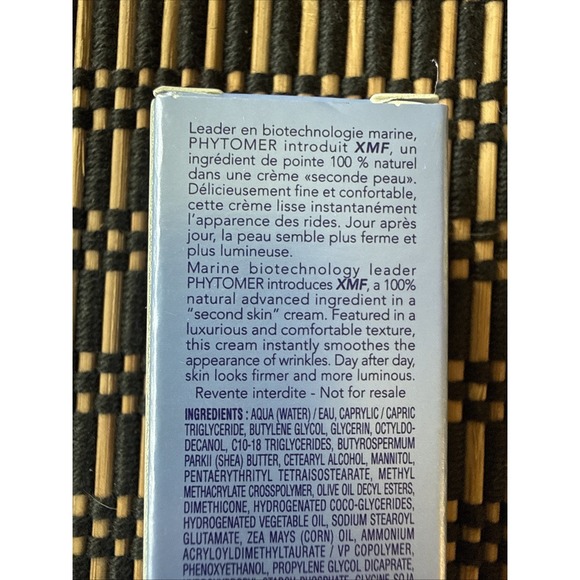 Leader en biotechnologie marine,
PHYTOMER introduit XMF, un
ingrédient de pointe 100 % naturel
dans une crème «seconde peau».
Délicieusement fine et confortable,
cette crème lisse instantanément
l'apparence des rides. Jour après
jour, la peau semble plus ferme et
plus lumineuse.
Marine biotechnology leader
PHYTOMER introduces XMF, a 100%
natural advanced ingredient in a
"second skin" cream. Featured in a
luxurious and comfortable texture,
this cream instantly smoothes the
appearance of wrinkles. Day after day,
skin looks firmer and more luminous.
Revente interdite - Not for resale
INGREDIENTS : AQUA (WATER) / EAU, CAPRYLIC / CAPRIC
TRIGLYCERIDE, BUTYLENE GLYCOL, GLYCERIN, OCTYLDO-
DECANOL, C10-18 TRIGLYCERIDES, BUTYROSPERMUM
PARKII (SHEA) BUTTER, CETEARYL ALCOHOL, MANNITOL,
PENTAERYTHRITYL TETRAISOSTEARATE, METHYL
METHACRYLATE CROSSPOLYMER, OLIVE OIL DECYL ESTERS,
DIMETHICONE, HYDROGENATED COCO-GLYCERIDES,
HYDROGENATED VEGETABLE OIL, SODIUM STEAROYL
GLUTAMATE, ZEA MAYS (CORN) OIL, AMMONIUM
ACRYLOYLDIMETHYLTAURATE / VP COPOLYMER,
PHENOXYETHANOL, PROPYLENE GLYCOL DICAPRATE,
STARCH PHOSPHATE, GLYCINE SOJA